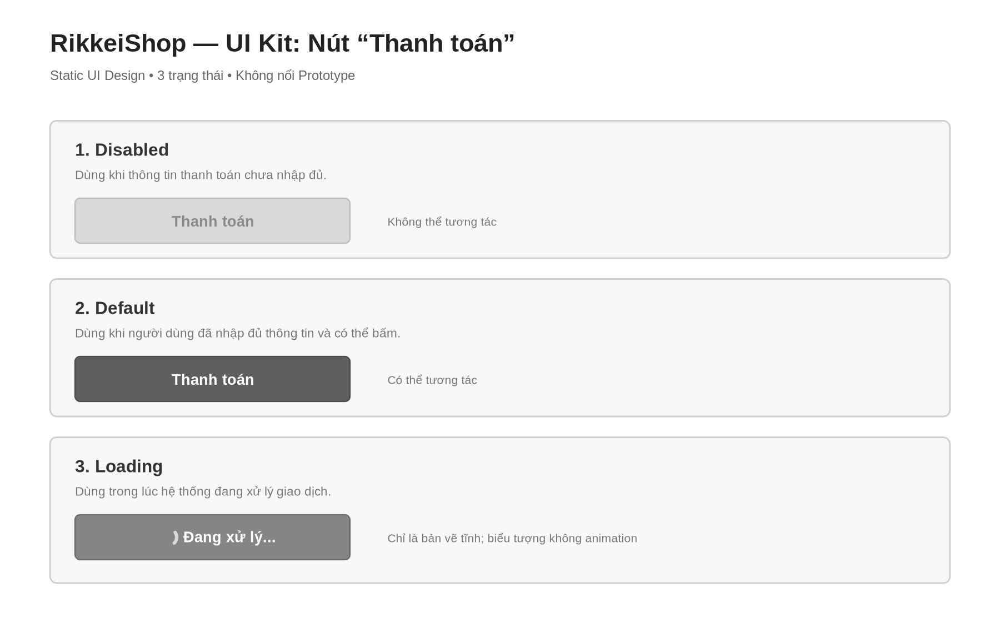 RikkeiShop — UI Kit: Nút “Thanh toán”
Static UI Design • 3 trạng thái • Không nối Prototype
1. Disabled
Dùng khi thông tin thanh toán chưa nhập đủ.
Thanh toán
Không thể tương tác
2. Default
Dùng khi người dùng đã nhập đủ thông tin và có thể bấm.
Thanh toán
Có thể tương tác
3. Loading
Dùng trong lúc hệ thống đang xử lý giao dịch.
Đang xử lý...
Chỉ là bản vẽ tĩnh; biểu tượng không animation